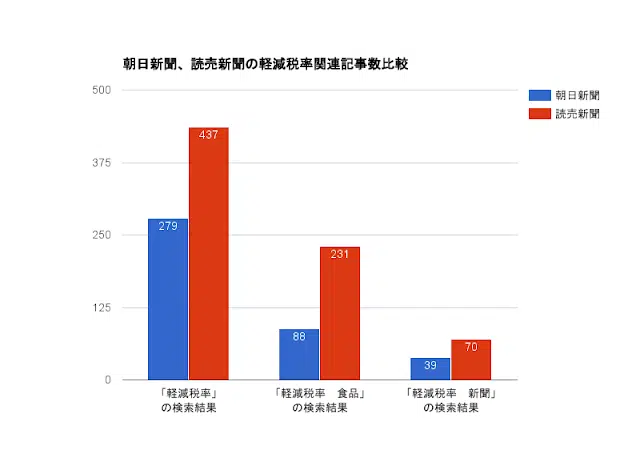 朝日新聞、読売新聞の軽減税率関連記事数比較
500
375
250
125
0
朝日新聞
読売新聞
279
437
88
231
39
70
「軽減税率」
の検索結果
「軽減税率　食品」
の検索結果
「軽減税率　新聞」
の検索結果